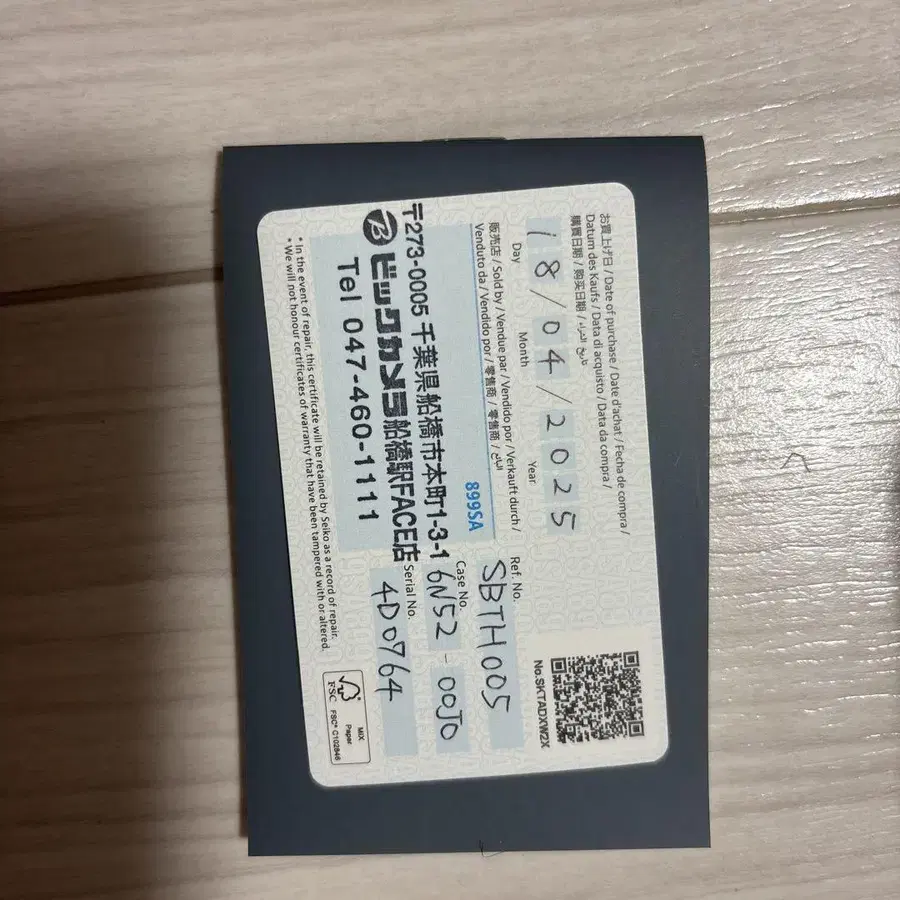 お買上げ日 / Date of purchase / Date d'achat / Fecha de compra /
Datum des Kaufs / Data di acquisto / Data da compra /
購買日期 / 购买日期 / تاريخ الشراء
18/04/2025
Day Month Year
販売店 / Sold by / Vendue par / Vendido por / Verkauft durch /
Venduto da / Vendido por / 零售商 / 零售商 /
899SA
〒273-0005 千葉県船橋市本町1-3-1
B ビックカメラ船橋駅FACE店
Tel 047-460-1111
No.SKTADXW2X
Ref. No.
SBTH005
Case No.
6N52-00J0
Serial No.
4D0764
* In the event of repair, this certificate will be retained by Seiko as a record of repair.
* We will not honour certificates of warranty that have been tampered with or altered.
FSC
MIX
Paper
FSC® C102846